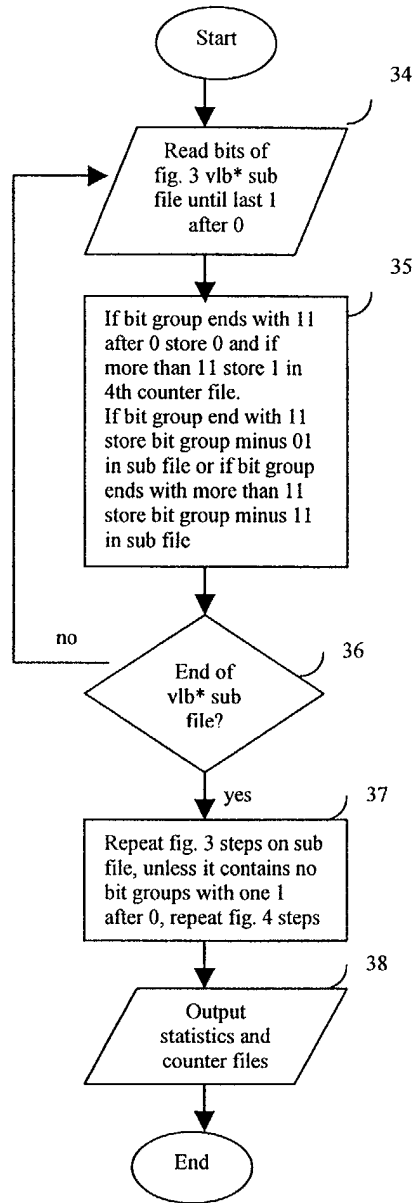 Start
34
Read bits of
fig. 3 vlb* sub
file until last 1
after 0
35
If bit group ends with 11
after 0 store 0 and if
more than 11 store 1 in
4th counter file.
If bit group end with 11
store bit group minus 01
in sub file or if bit group
ends with more than 11
store bit group minus 11
in sub file
no
36
End of
vlb* sub
file?
yes
37
Repeat fig. 3 steps on sub
file, unless it contains no
bit groups with one 1
after 0, repeat fig. 4 steps
38
Output
statistics and
counter files
End